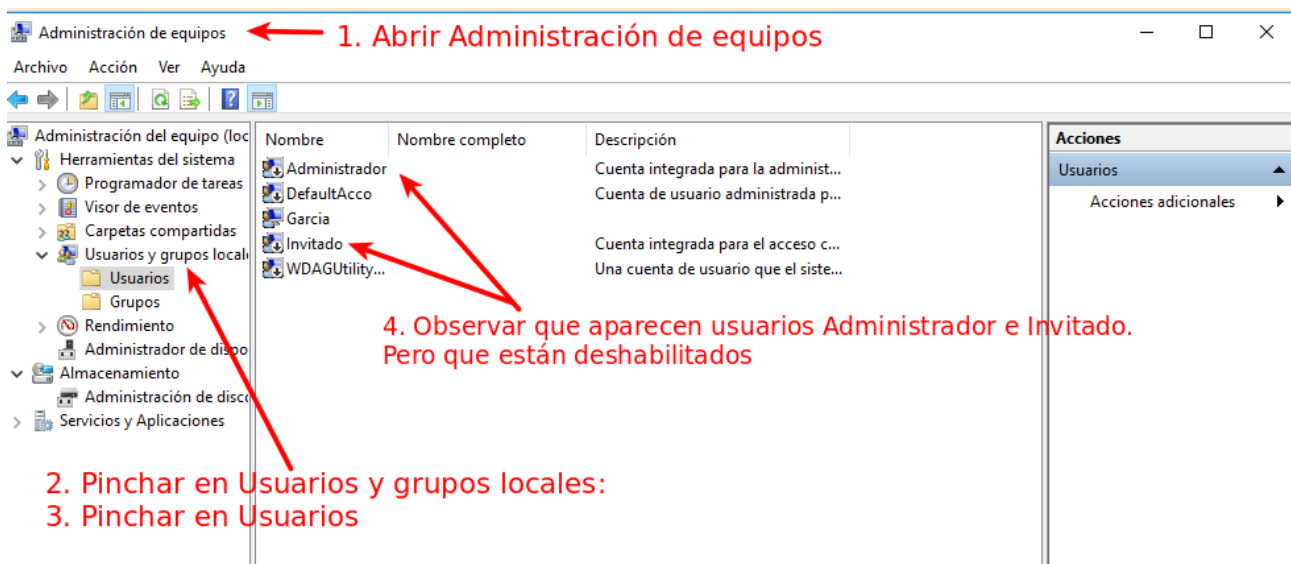 Administración de equipos
1. Abrir Administración de equipos
Archivo Acción Ver Ayuda
Administración del equipo (loc
Herramientas del sistema
Programador de tareas
Visor de eventos
Carpetas compartidas
Usuarios y grupos local
Usuarios
Grupos
Rendimiento
Administrador de dispo
Almacenamiento
Administración de disco
Servicios y Aplicaciones
Nombre Nombre completo Descripción
Administrador Cuenta integrada para la administ...
DefaultAcco Cuenta de usuario administrada p...
Garcia
Invitado Cuenta integrada para el acceso c...
WDAGUtility... Una cuenta de usuario que el siste...
4. Observar que aparecen usuarios Administrador e Invitado.
Pero que están deshabilitados
2. Pinchar en Usuarios y grupos locales:
3. Pinchar en Usuarios
Acciones
Usuarios
Acciones adicionales